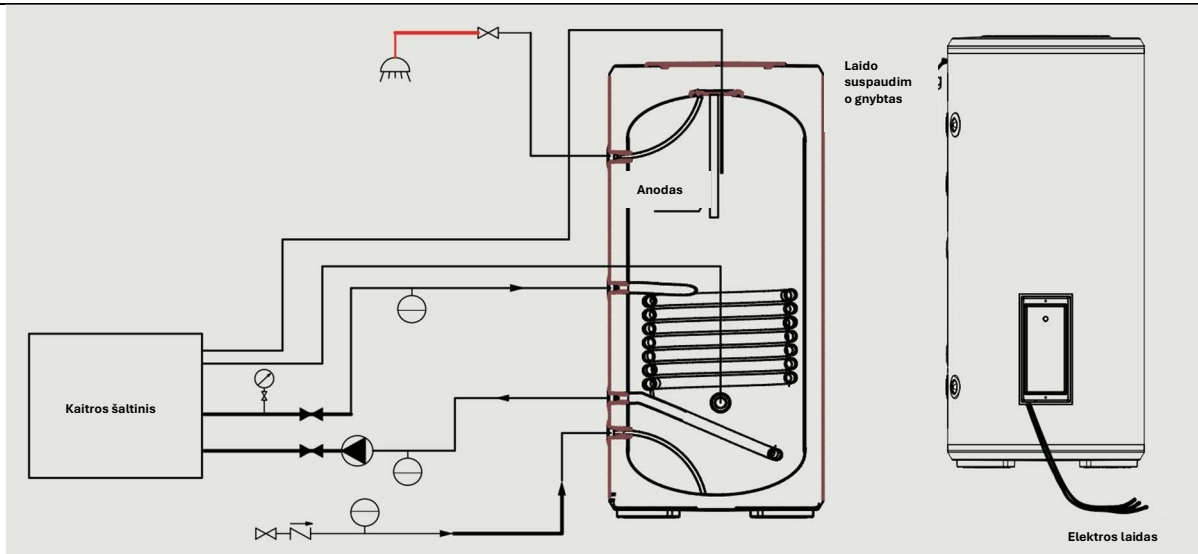 Laido
suspaudim
o gnybtas
Anodas
Kaitros šaltinis
Elektros laidas